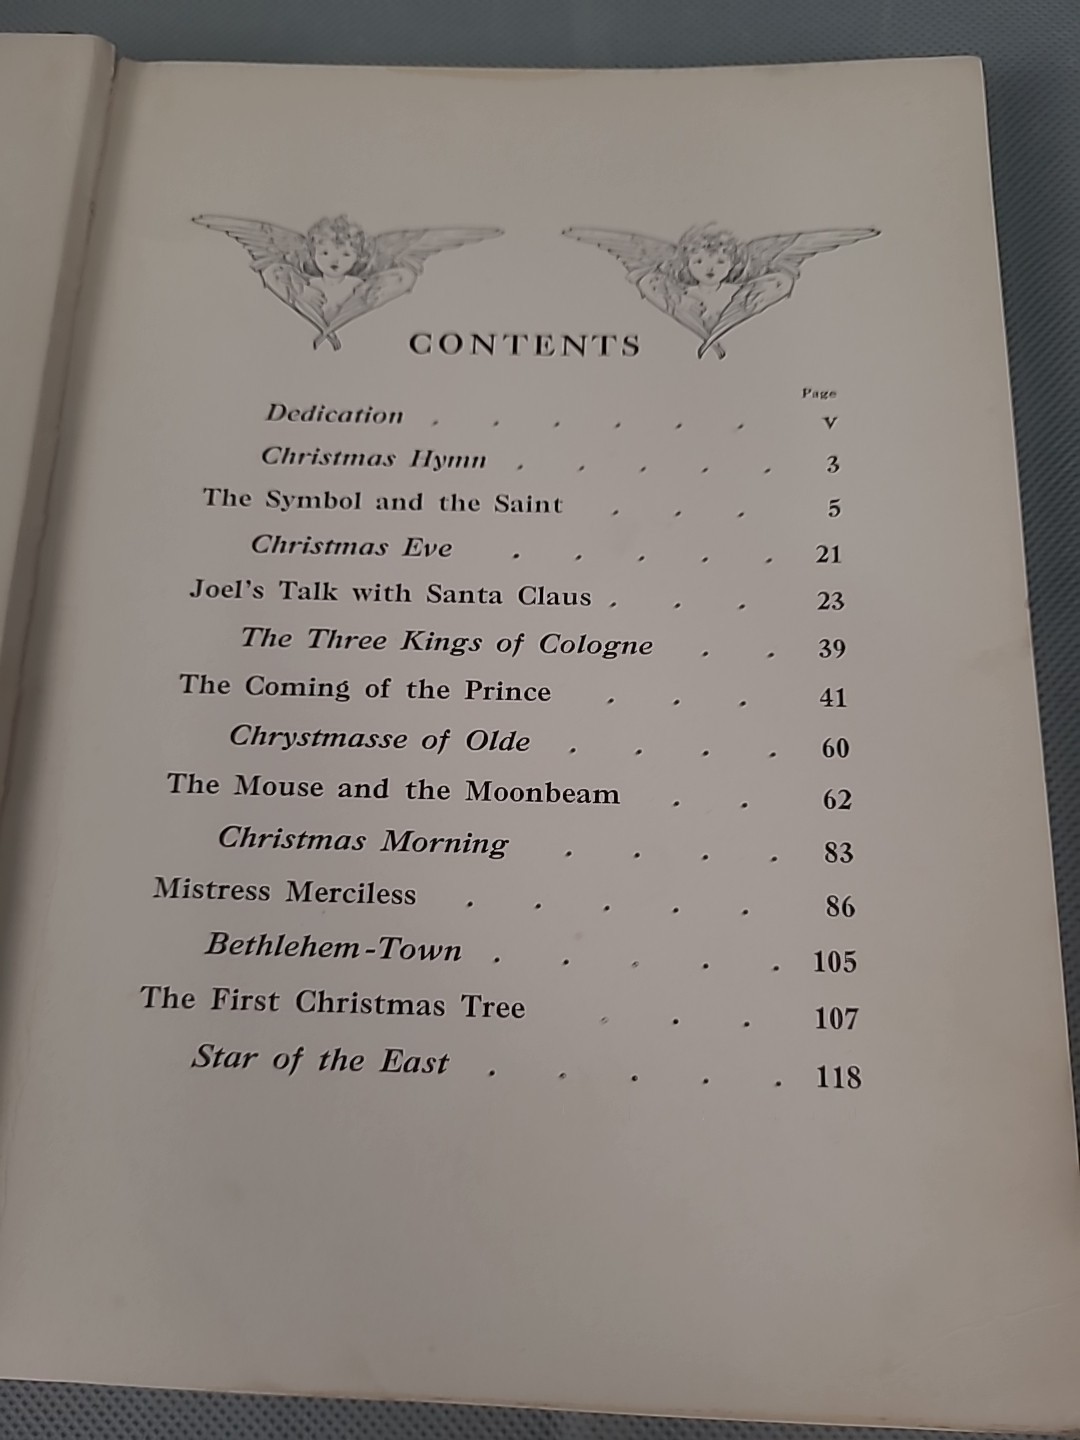 CONTENTS
Page
Dedication . . . . . . v
Christmas Hymn . . . . . 3
The Symbol and the Saint . . . 5
Christmas Eve . . . . . 21
Joel's Talk with Santa Claus . . . 23
The Three Kings of Cologne . . 39
The Coming of the Prince . . . 41
Chrystmasse of Olde . . . . 60
The Mouse and the Moonbeam . . 62
Christmas Morning . . . . 83
Mistress Merciless . . . . . 86
Bethlehem-Town . . . . . 105
The First Christmas Tree . . . 107
Star of the East . . . . . 118